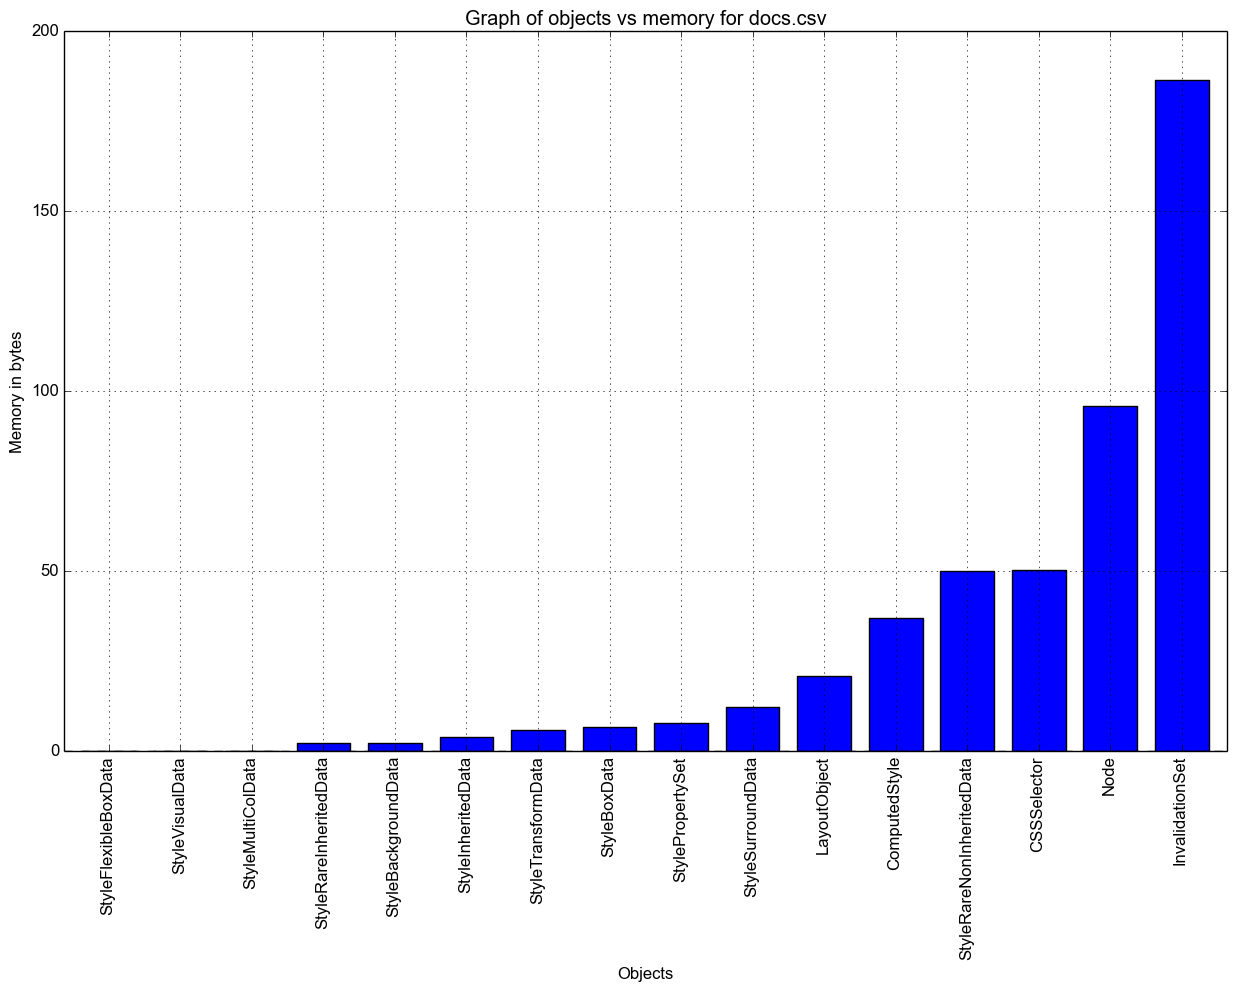 Graph of objects vs memory for docs.csv
200
150
100
50
0
Memory in bytes
StyleFlexibleBoxData
StyleVisualData
StyleMultiColData
StyleRareInheritedData
StyleBackgroundData
StyleInheritedData
StyleTransformData
StyleBoxData
StylePropertySet
StyleSurroundData
LayoutObject
ComputedStyle
StyleRareNonInheritedData
CSSSelector
Node
InvalidationSet
Objects